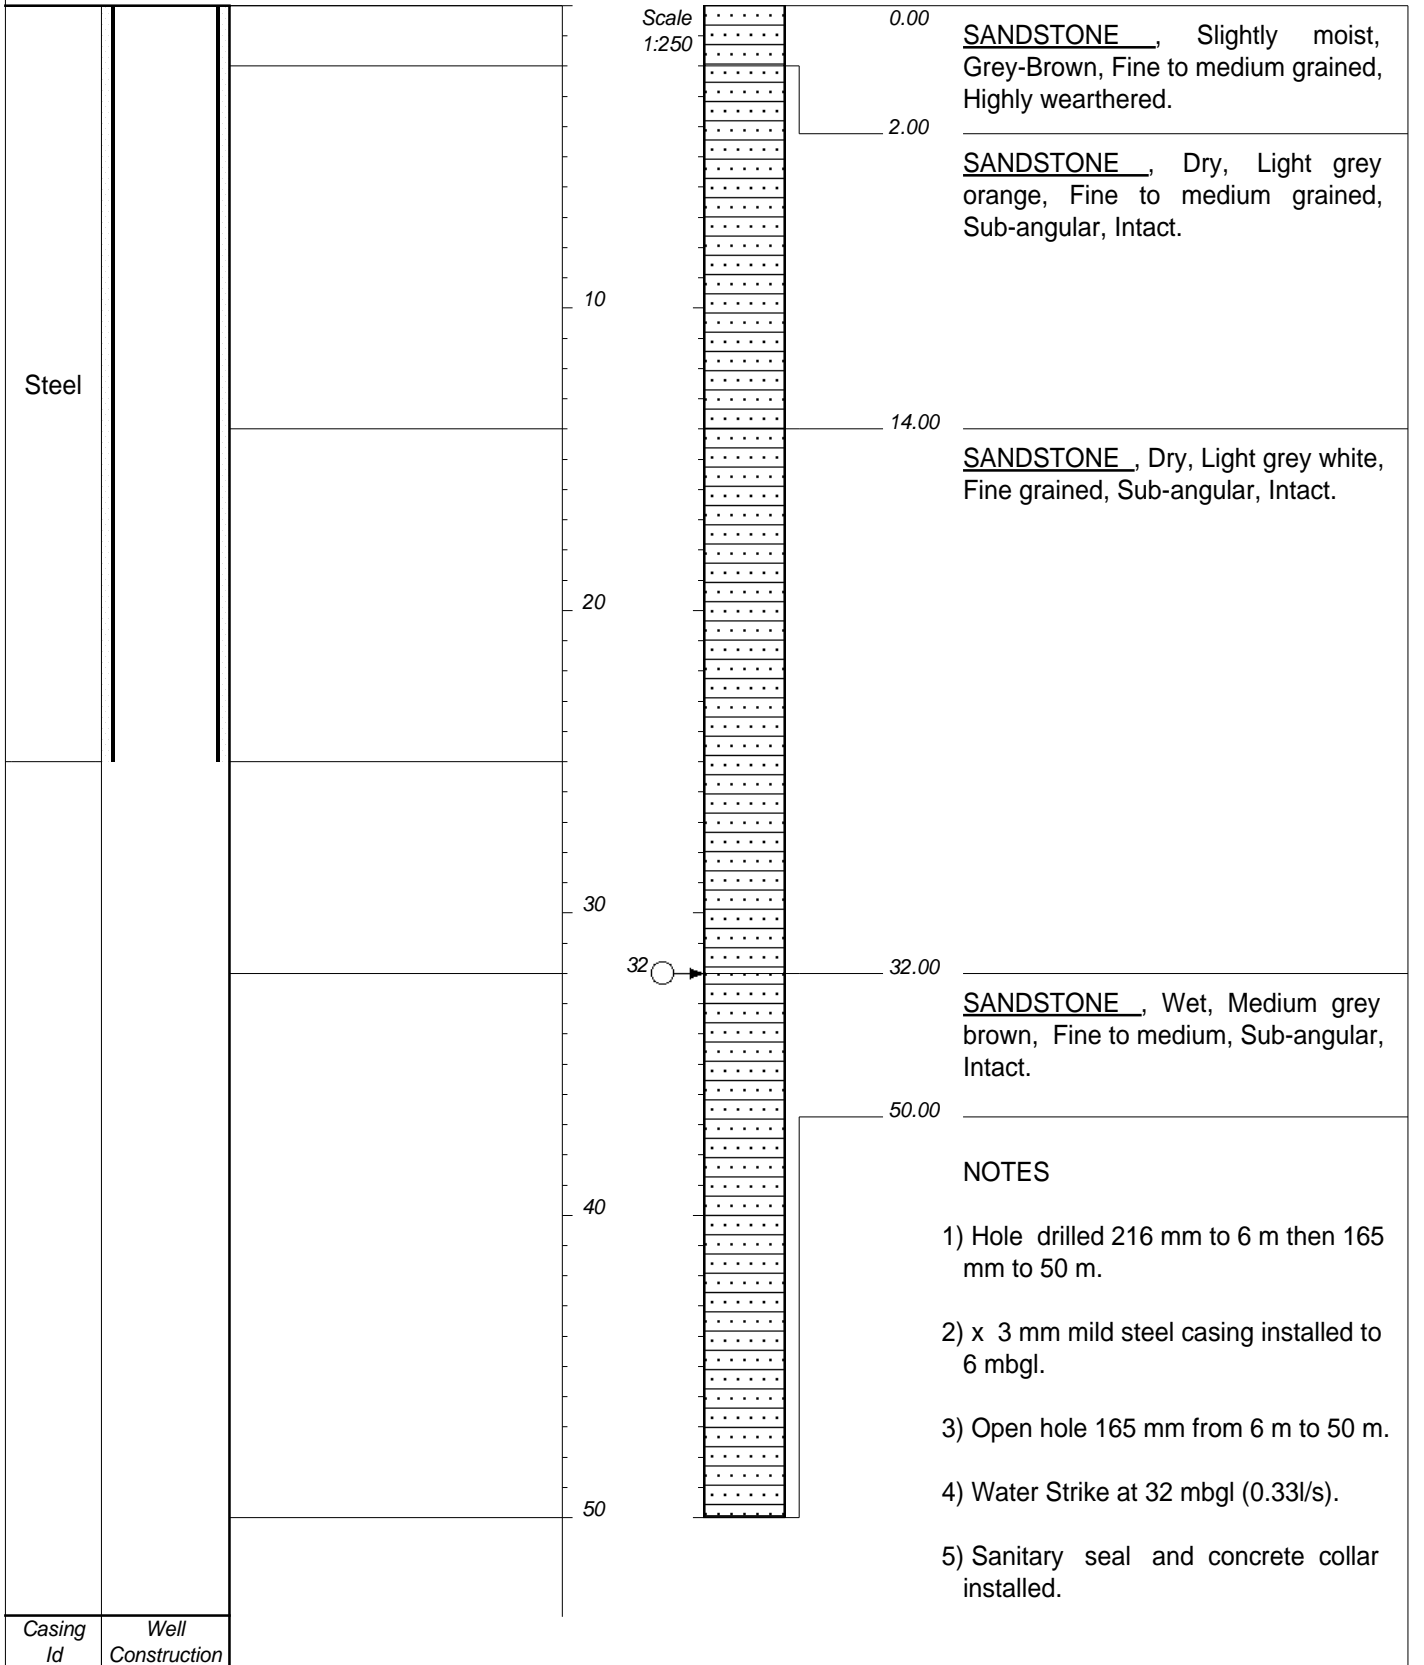 Scale
1:250
0.00
SANDSTONE , Slightly moist,
Grey-Brown, Fine to medium grained,
Highly wearthered.
2.00
SANDSTONE , Dry, Light grey
orange, Fine to medium grained,
Sub-angular, Intact.
10
Steel
14.00
SANDSTONE , Dry, Light grey white,
Fine grained, Sub-angular, Intact.
20
30
32
32.00
SANDSTONE , Wet, Medium grey
brown, Fine to medium, Sub-angular,
Intact.
50.00
NOTES
40
1) Hole drilled 216 mm to 6 m then 165
mm to 50 m.
2) x 3 mm mild steel casing installed to
6 mbgl.
3) Open hole 165 mm from 6 m to 50 m.
4) Water Strike at 32 mbgl (0.33l/s).
50
5) Sanitary seal and concrete collar
installed.
Casing
Id
Well
Construction